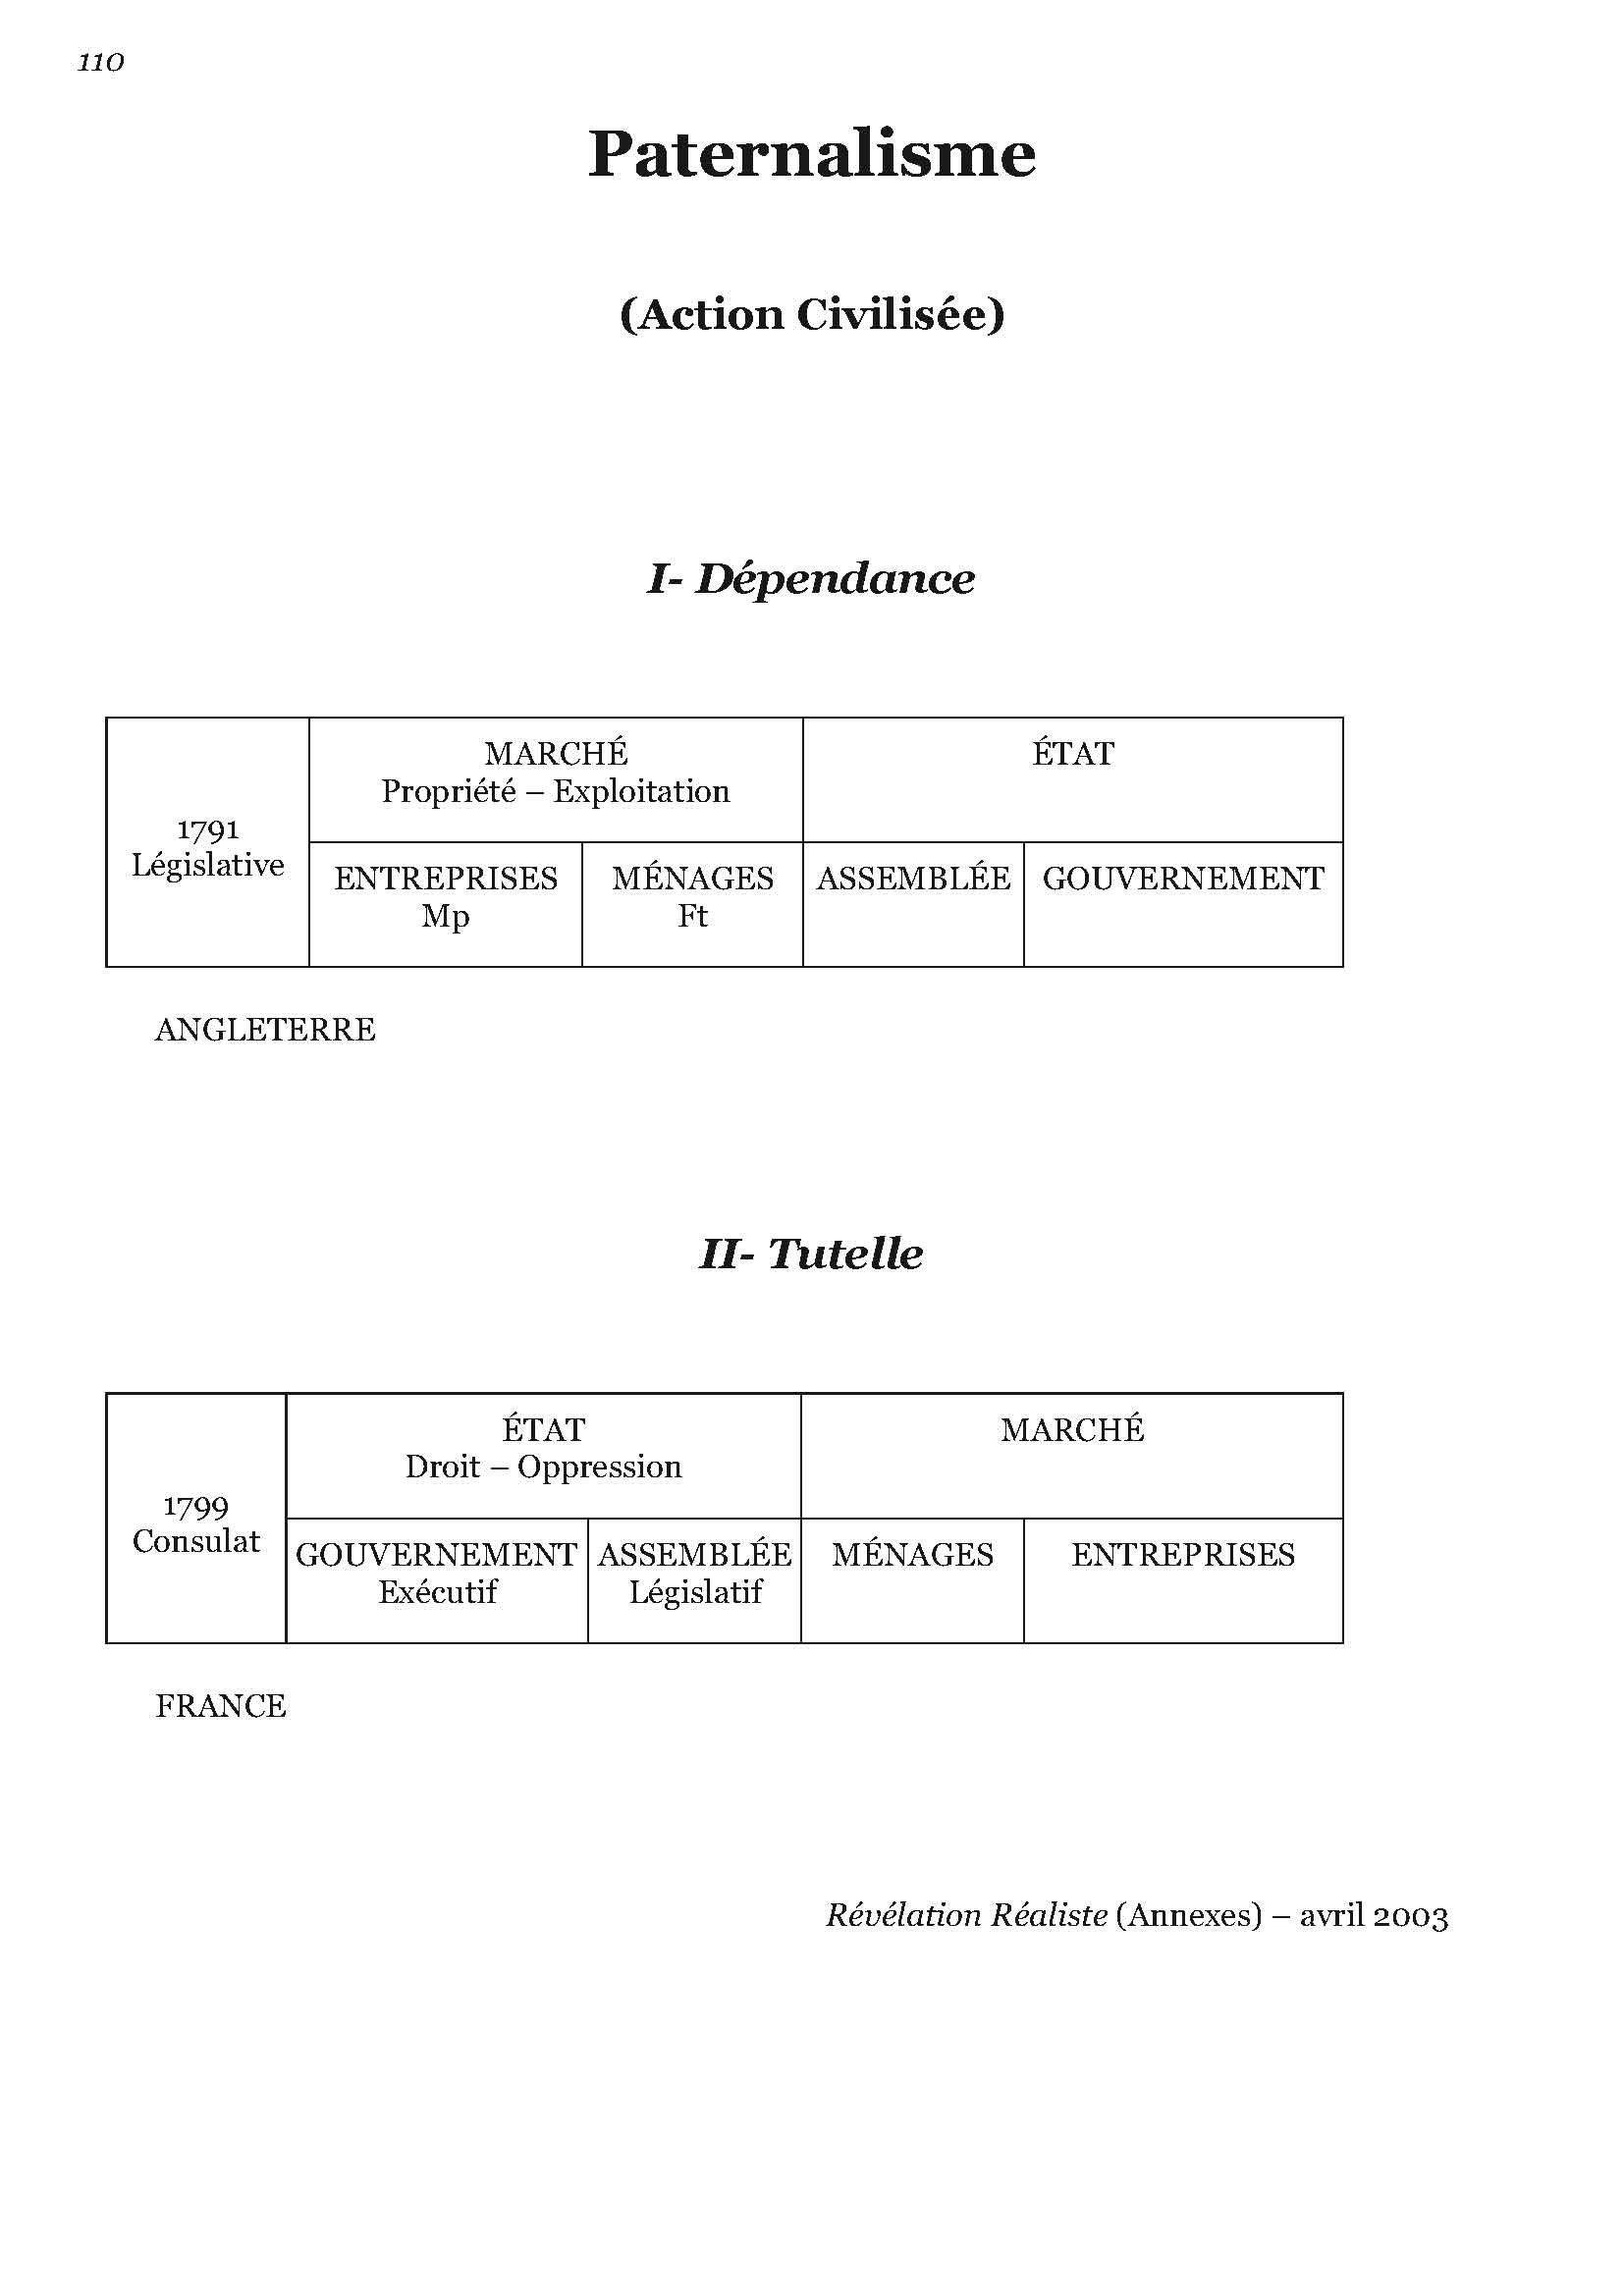 110
Paternalisme
(Action Civilisée)
I- Dépendance
1791
Législative
MARCHÉ
Propriété – Exploitation
ÉTAT
ENTREPRISES
Mp
MÉNAGES
Ft
ASSEMBLÉE
GOUVERNEMENT
ANGLETERRE
II- Tutelle
1799
Consulat
ÉTAT
Droit – Oppression
MARCHÉ
GOUVERNEMENT
Exécutif
ASSEMBLÉE
Législatif
MÉNAGES
ENTREPRISES
FRANCE
Révélation Réaliste (Annexes) – avril 2003